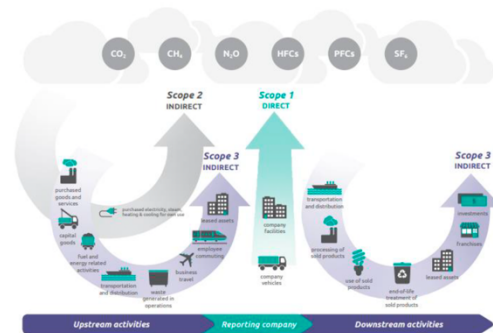 CO₂
CH₄
N₂O
HFCs
PFCs
SF₆
Scope 2
INDIRECT
Scope 1
DIRECT
Scope 3
INDIRECT
Scope 3
INDIRECT
purchased
goods and
services
capital
goods
fuel and
energy related
activities
transportation
and distribution
waste
generated in
operations
business
travel
employee
commuting
leased assets
purchased electricity, steam,
heating & cooling for own use
company
facilities
company
vehicles
transportation
and distribution
processing of
sold products
use of sold
products
end-of-life
treatment of
sold products
leased assets
franchises
investments
Upstream activities
Reporting company
Downstream activities